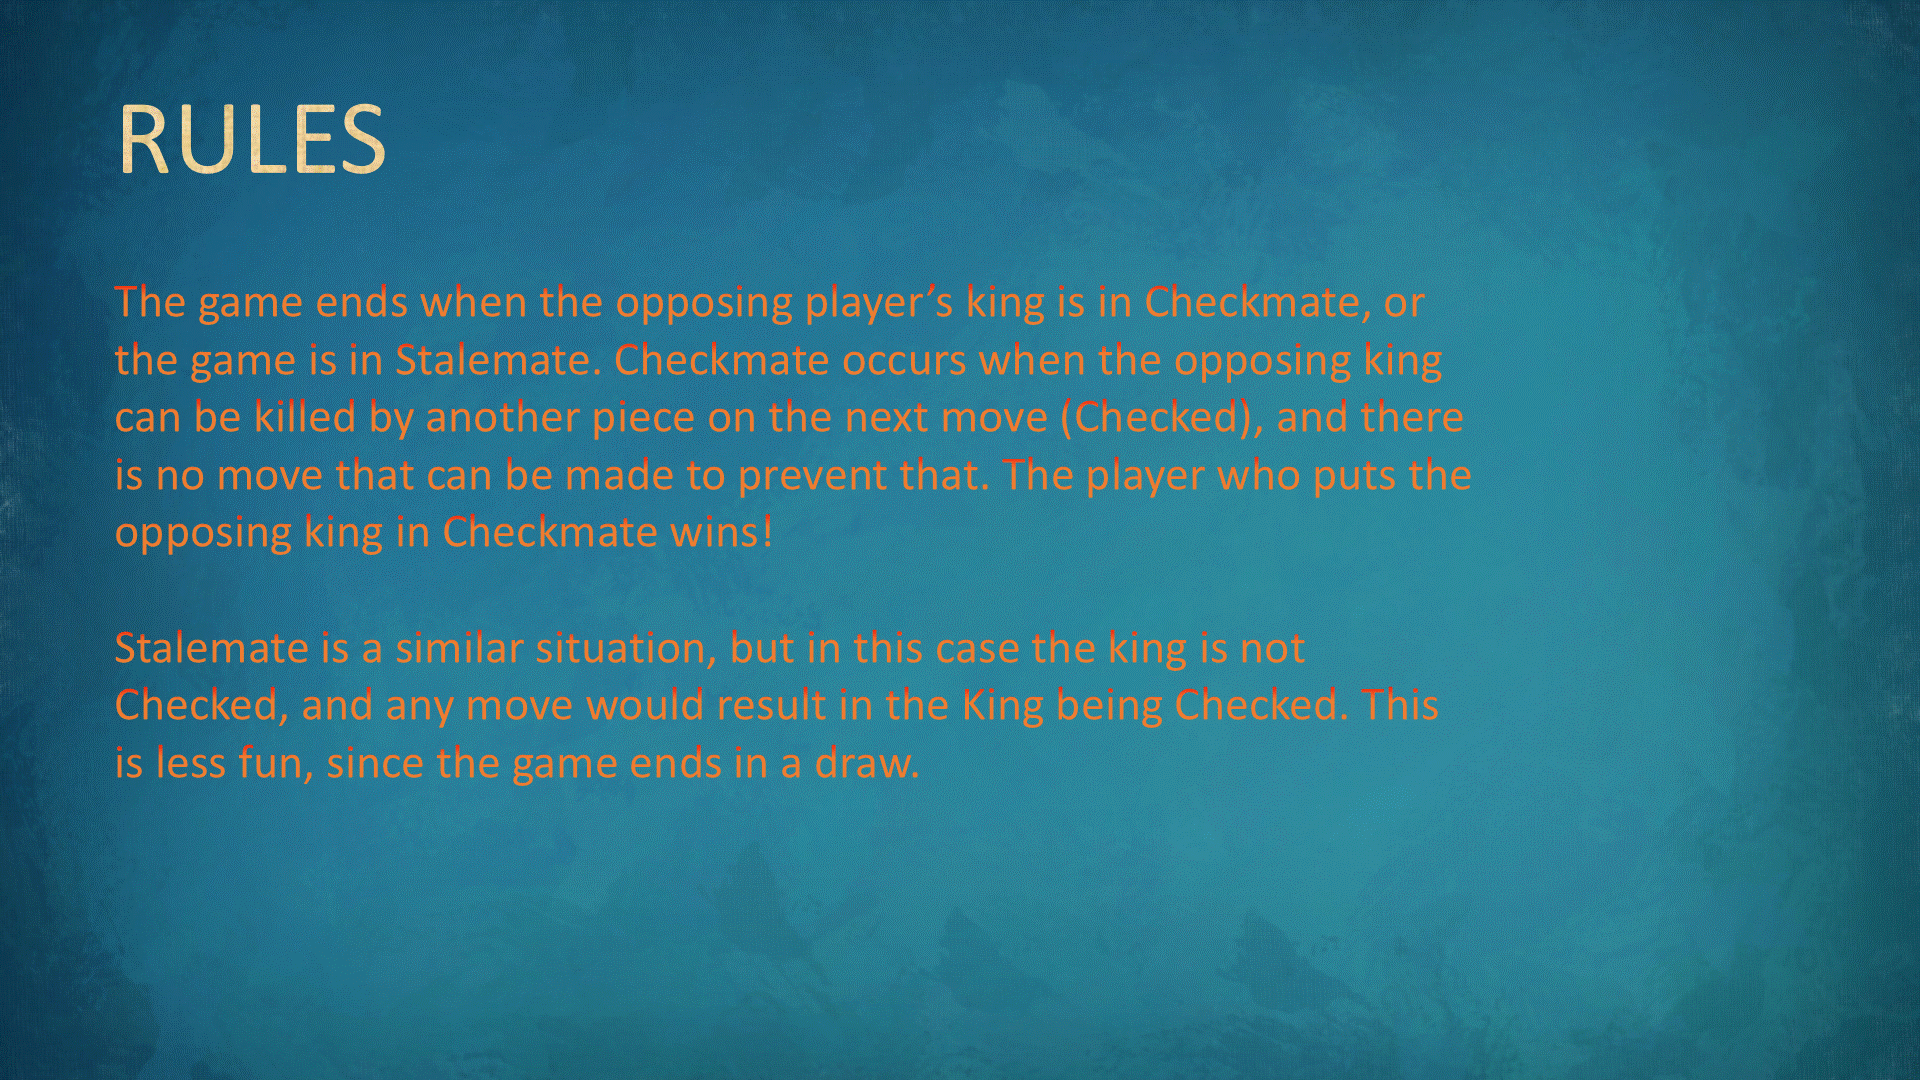 RULES
The game ends when the opposing player’s king is in Checkmate, or
the game is in Stalemate. Checkmate occurs when the opposing king
can be killed by another piece on the next move (Checked), and there
is no move that can be made to prevent that. The player who puts the
opposing king in Checkmate wins!
Stalemate is a similar situation, but in this case the king is not
Checked, and any move would result in the King being Checked. This
is less fun, since the game ends in a draw.